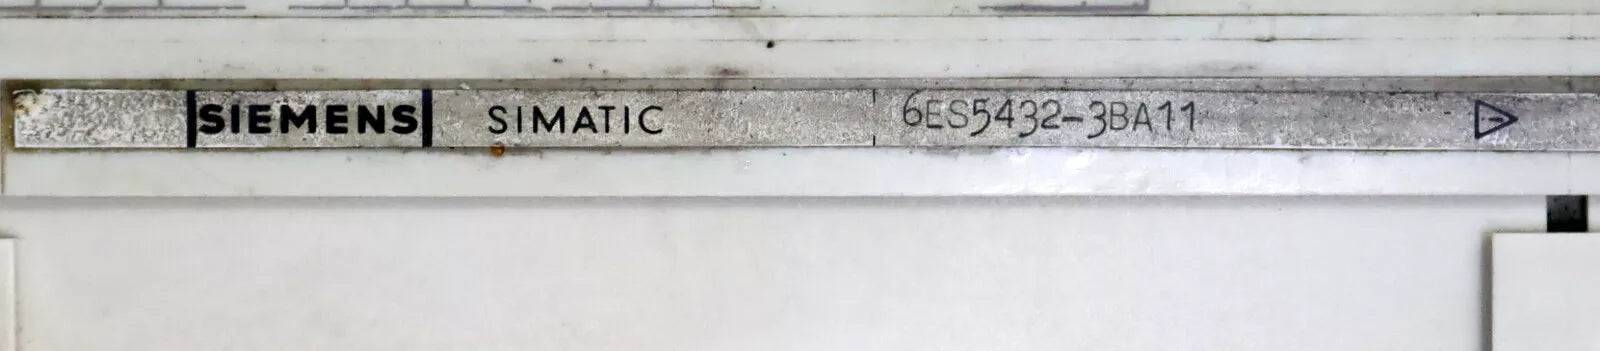 SIEMENS SIMATIC 6ES5432-3BA11